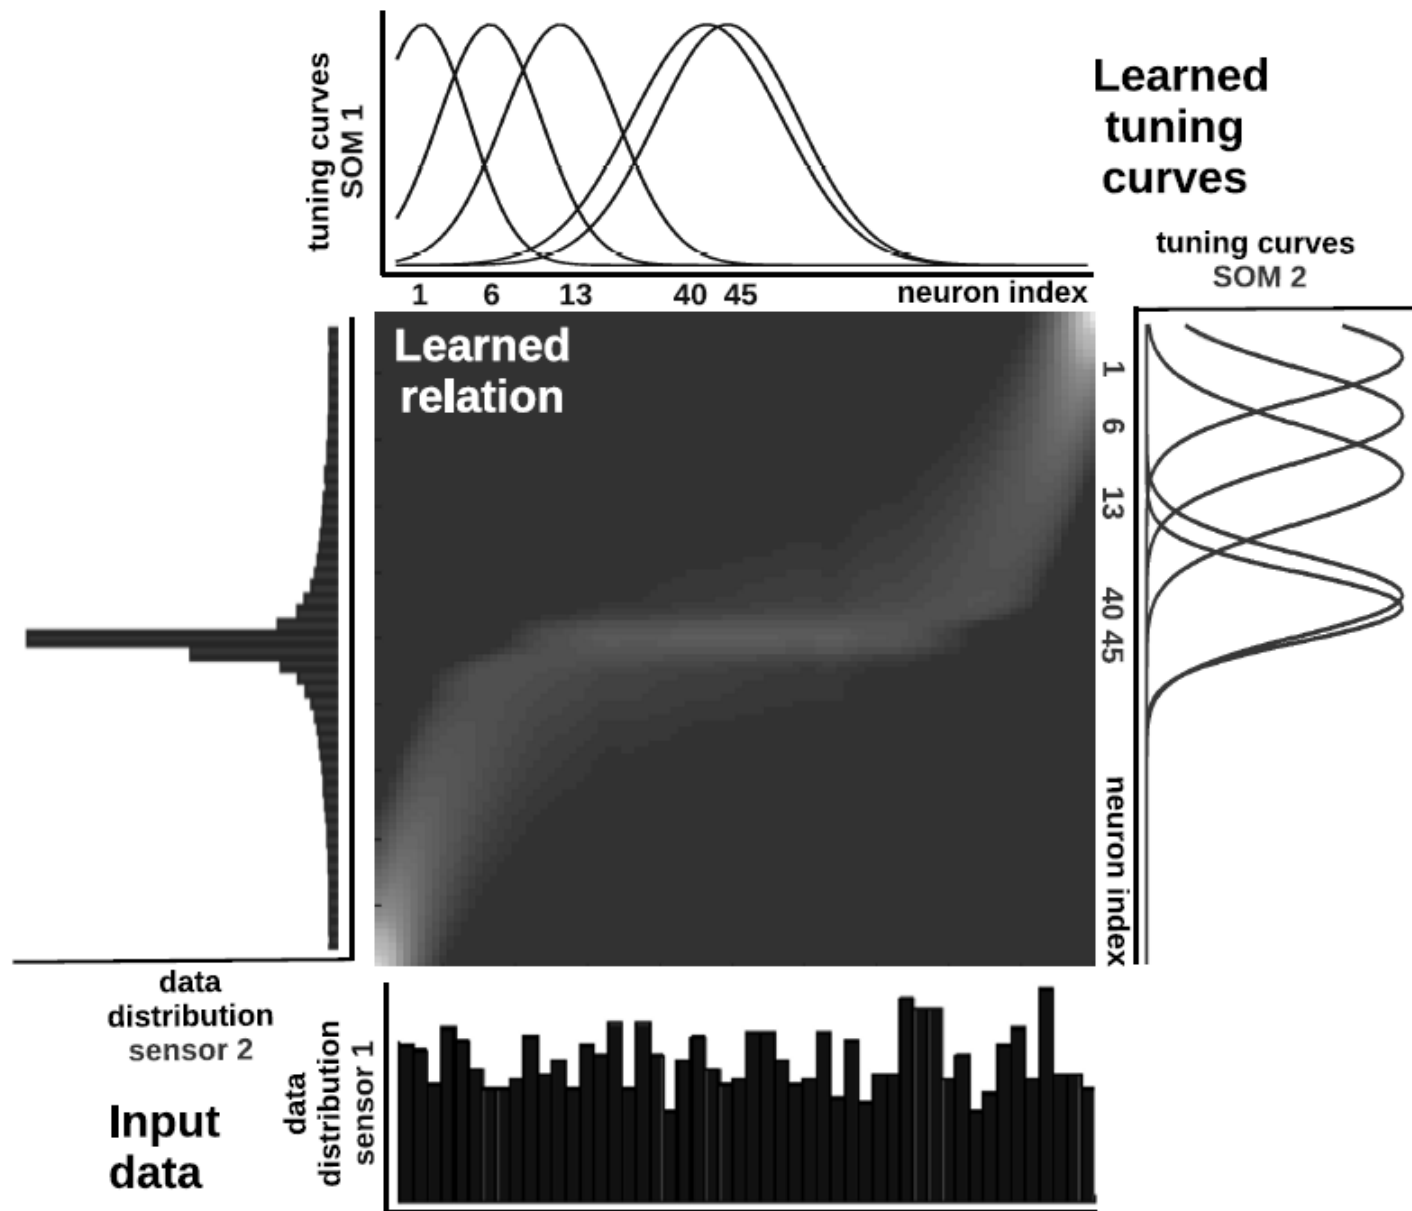 tuning curves
SOM 1
Learned
tuning
curves
tuning curves
SOM 2
1 6 13 40 45 neuron index
Learned
relation
1 6 13 40 45 neuron index
data
distribution
sensor 2
data
distribution
sensor 1
Input
data